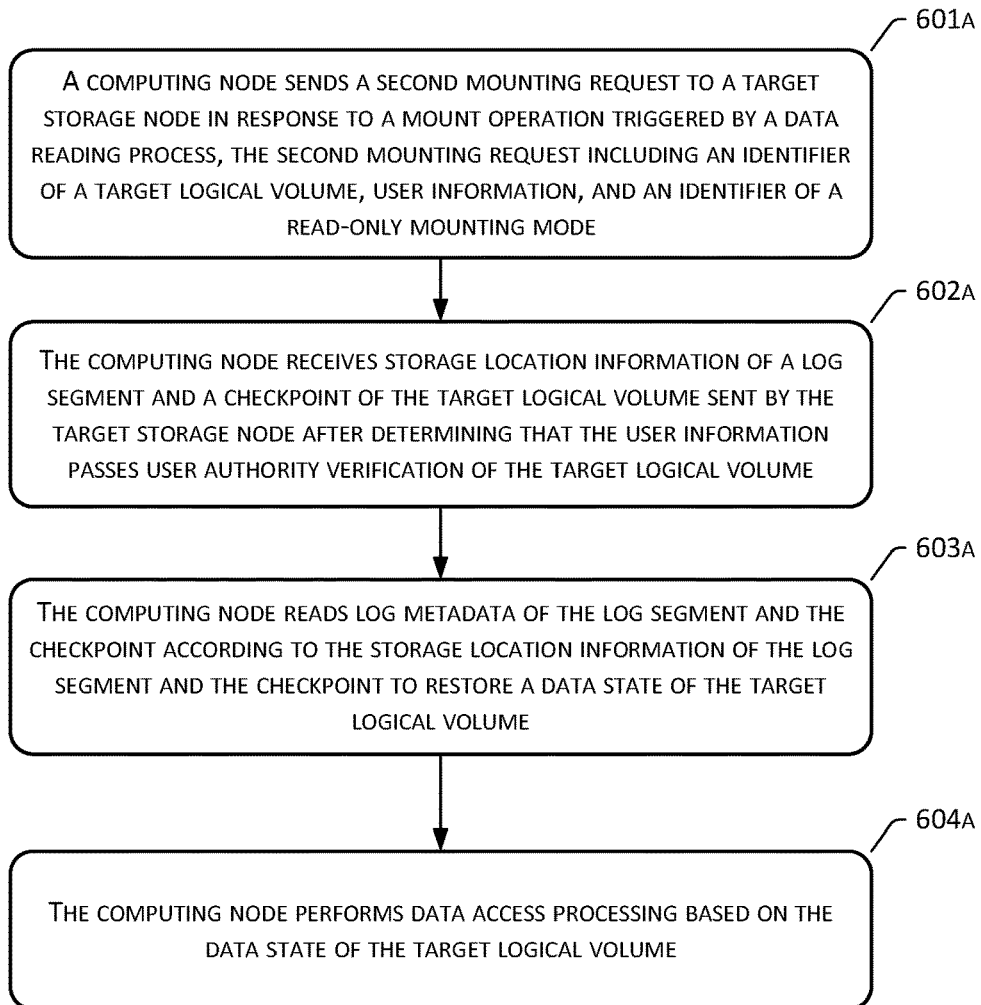 601A
A COMPUTING NODE SENDS A SECOND MOUNTING REQUEST TO A TARGET
STORAGE NODE IN RESPONSE TO A MOUNT OPERATION TRIGGERED BY A DATA
READING PROCESS, THE SECOND MOUNTING REQUEST INCLUDING AN IDENTIFIER
OF A TARGET LOGICAL VOLUME, USER INFORMATION, AND AN IDENTIFIER OF A
READ-ONLY MOUNTING MODE
602A
THE COMPUTING NODE RECEIVES STORAGE LOCATION INFORMATION OF A LOG
SEGMENT AND A CHECKPOINT OF THE TARGET LOGICAL VOLUME SENT BY THE
TARGET STORAGE NODE AFTER DETERMINING THAT THE USER INFORMATION
PASSES USER AUTHORITY VERIFICATION OF THE TARGET LOGICAL VOLUME
603A
THE COMPUTING NODE READS LOG METADATA OF THE LOG SEGMENT AND THE
CHECKPOINT ACCORDING TO THE STORAGE LOCATION INFORMATION OF THE LOG
SEGMENT AND THE CHECKPOINT TO RESTORE A DATA STATE OF THE TARGET
LOGICAL VOLUME
604A
THE COMPUTING NODE PERFORMS DATA ACCESS PROCESSING BASED ON THE
DATA STATE OF THE TARGET LOGICAL VOLUME